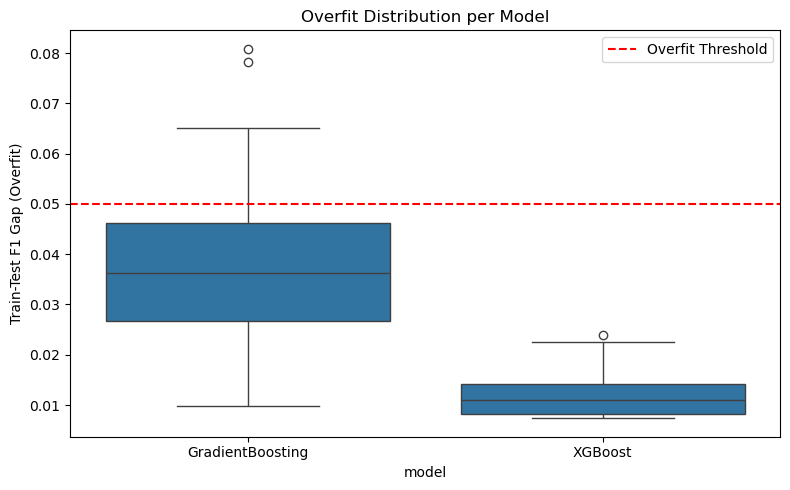 Overfit Distribution per Model
Overfit Threshold
Train-Test F1 Gap (Overfit)
0.08
0.07
0.06
0.05
0.04
0.03
0.02
0.01
GradientBoosting
XGBoost
model